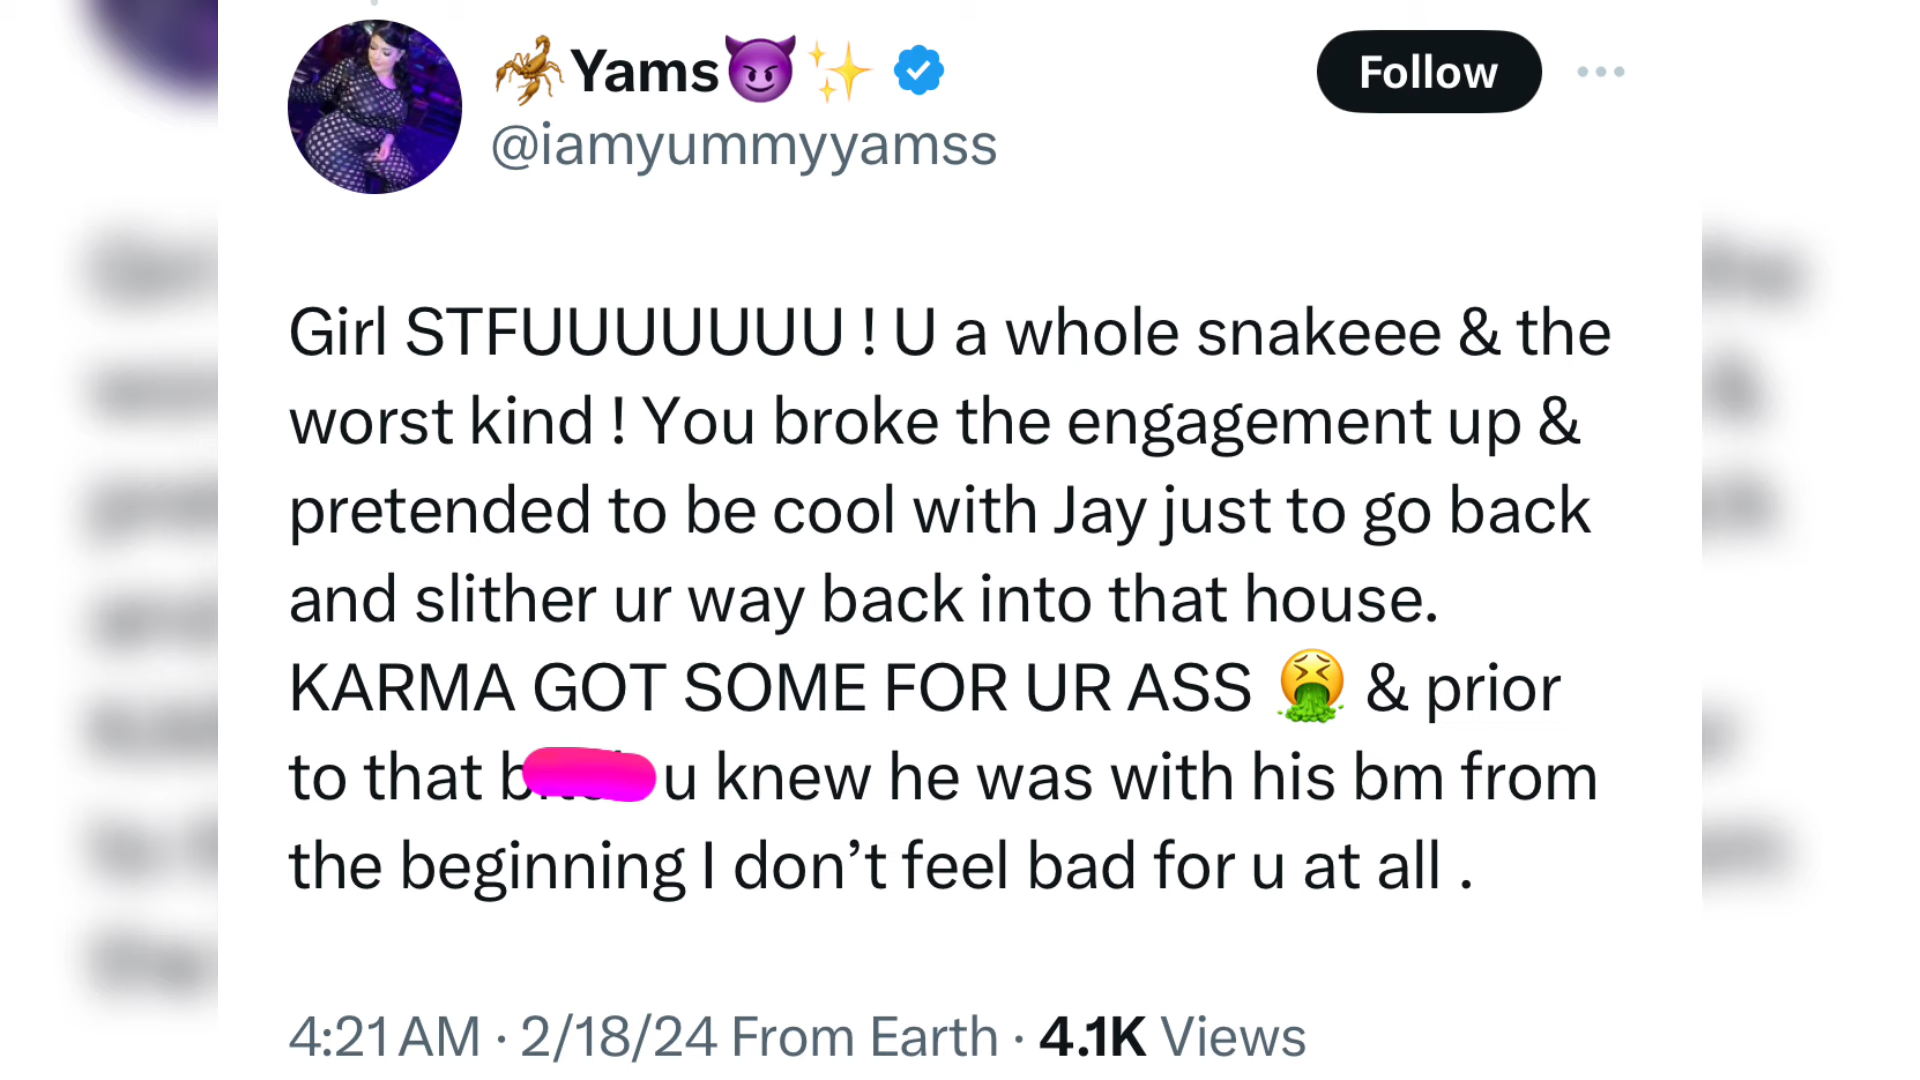 🦂Yams😈✨
Follow
@iamyummyyamss
Girl STFUUUUUUU ! U a whole snakeee & the
worst kind ! You broke the engagement up &
pretended to be cool with Jay just to go back
and slither ur way back into that house.
KARMA GOT SOME FOR UR ASS 🤮 & prior
to that b u knew he was with his bm from
the beginning I don’t feel bad for u at all .
4:21 AM · 2/18/24 From Earth · 4.1K Views